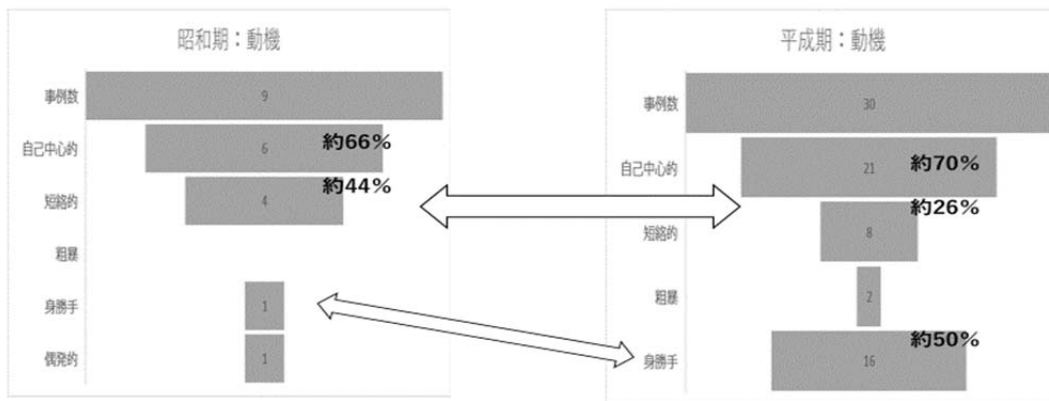 昭和期：動機
事例数 9
自己中心的 6 約66%
短絡的 4 約44%
粗暴
身勝手 1
偶発的 1
平成期：動機
事例数 30
自己中心的 21 約70%
短絡的 8 約26%
粗暴 2
身勝手 16 約50%